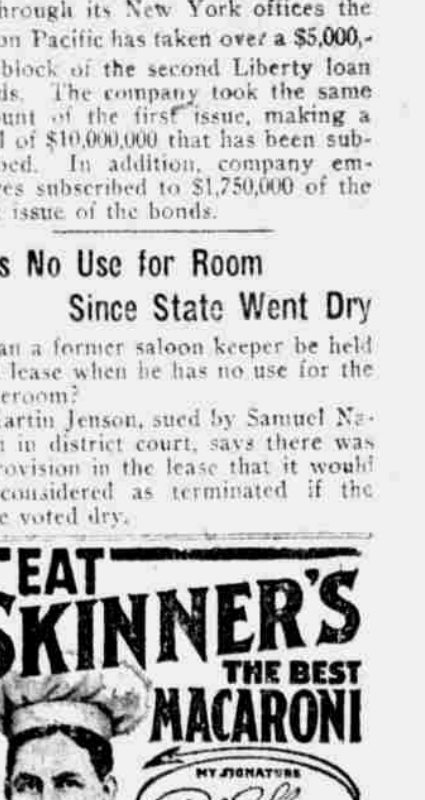 hrough its New York offices the
on Pacific has taken over a $5,000,-
block of the second Liberty loan
ds. The company took the same
unt of the first issue, making a
l of $10,000,000 that has been sub-
bed. In addition, company em-
es subscribed to $1,750,000 of the
issue of the bonds.
s No Use for Room
Since State Went Dry
an a former saloon keeper be held
lease when he has no use for the
eroom?
artin Jenson, sued by Samuel Na-
in in district court, says there was
rovision in the lease that it would
considered as terminated if the
e voted dry.
EAT
SKINNER'S
THE BEST
MACARONI
MY SIGNATURE